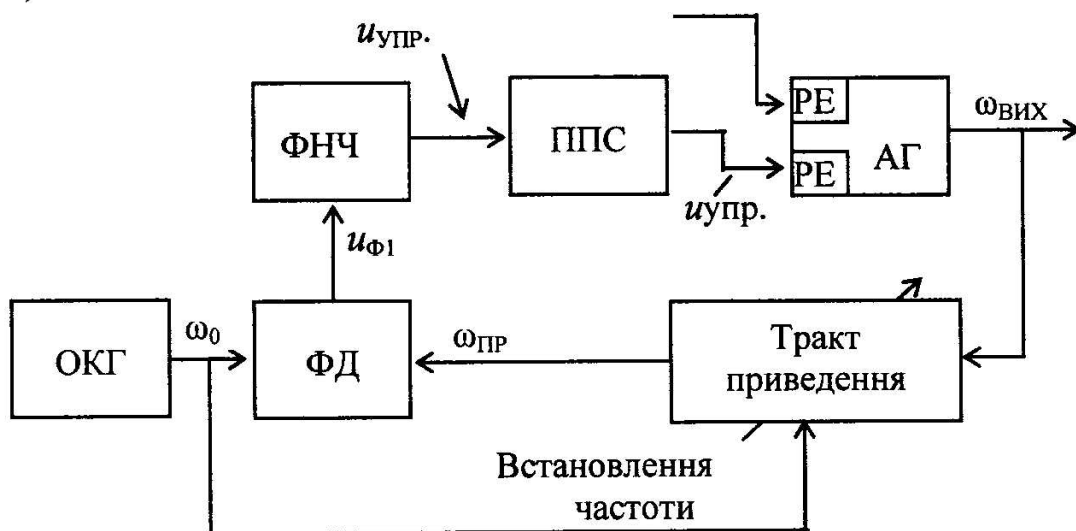 uУПР.
ФНЧ
ППС
РЕ
РЕ
АГ
ωВИХ
uупр.
uФ1
ОКГ
ω0
ФД
ωПР
Тракт
приведення
Встановлення
частоти